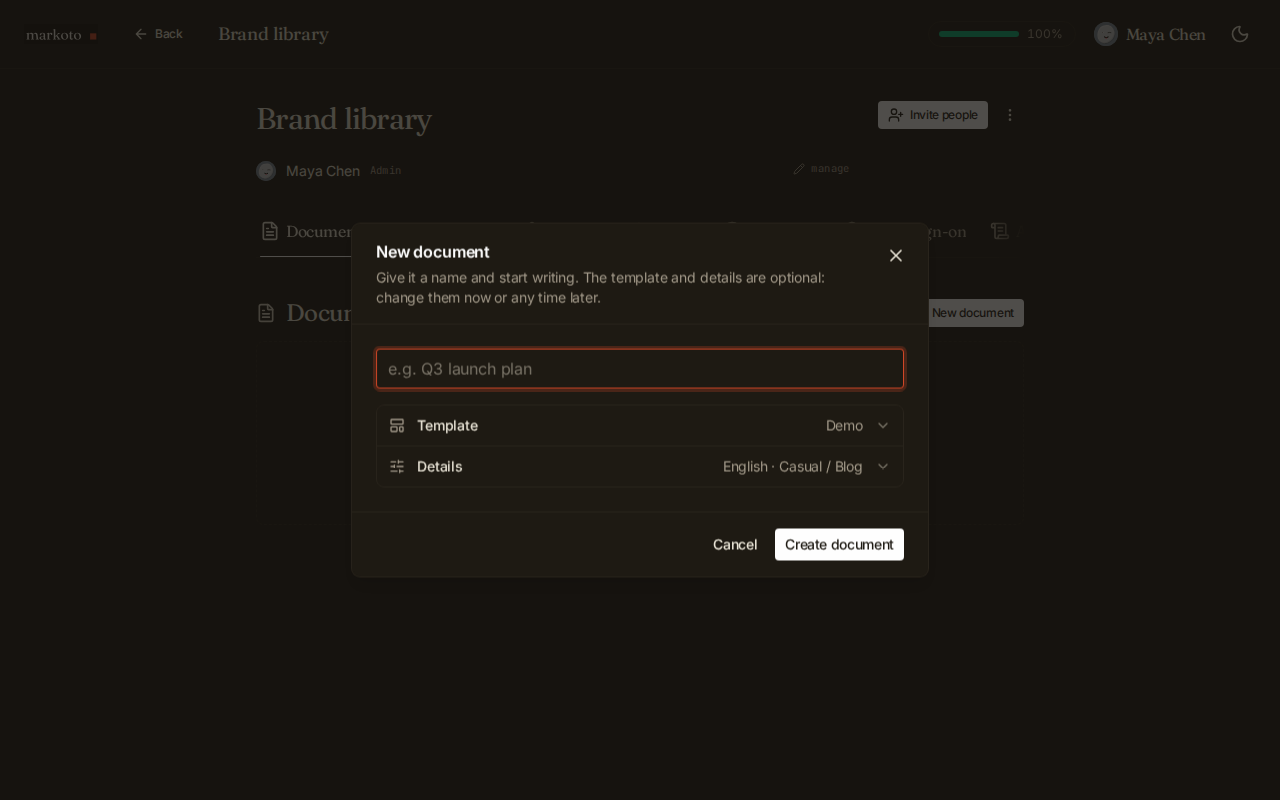 markoto
Back
Brand library
100%
Maya Chen
Brand library
Invite people
Maya Chen Admin
manage
New document
Give it a name and start writing. The template and details are optional:
change them now or any time later.
New document
e.g. Q3 launch plan
Template
Demo
Details
English · Casual / Blog
Cancel
Create document